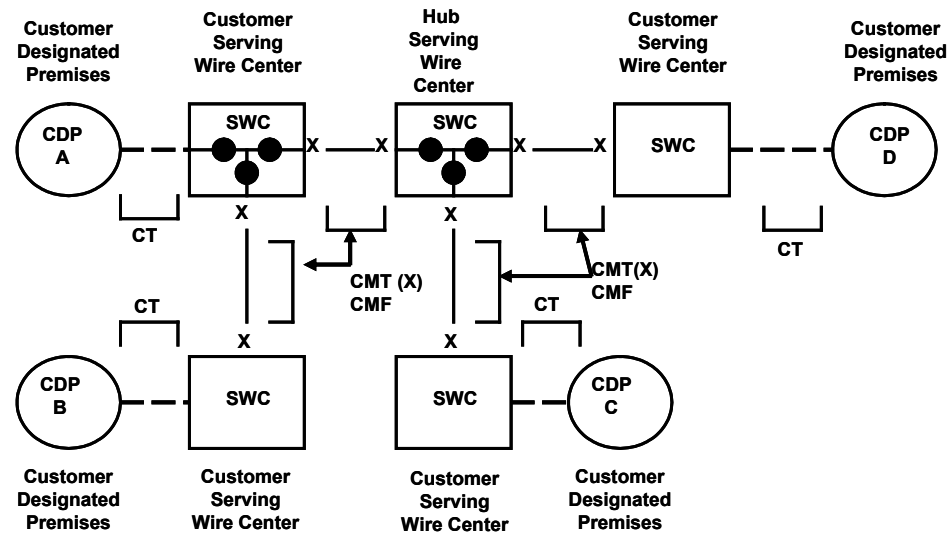 Customer
Designated
Premises
Customer
Serving
Wire Center
Hub
Serving
Wire
Center
Customer
Serving
Wire Center
Customer
Designated
Premises
CDP
A
SWC
X
X
SWC
X
X
SWC
CDP
D
CT
X
X
CT
CMT (X)
CMF
CMT(X)
CMF
CT
CT
X
X
CDP
B
SWC
SWC
CDP
C
Customer
Designated
Premises
Customer
Serving
Wire Center
Customer
Serving
Wire Center
Customer
Designated
Premises